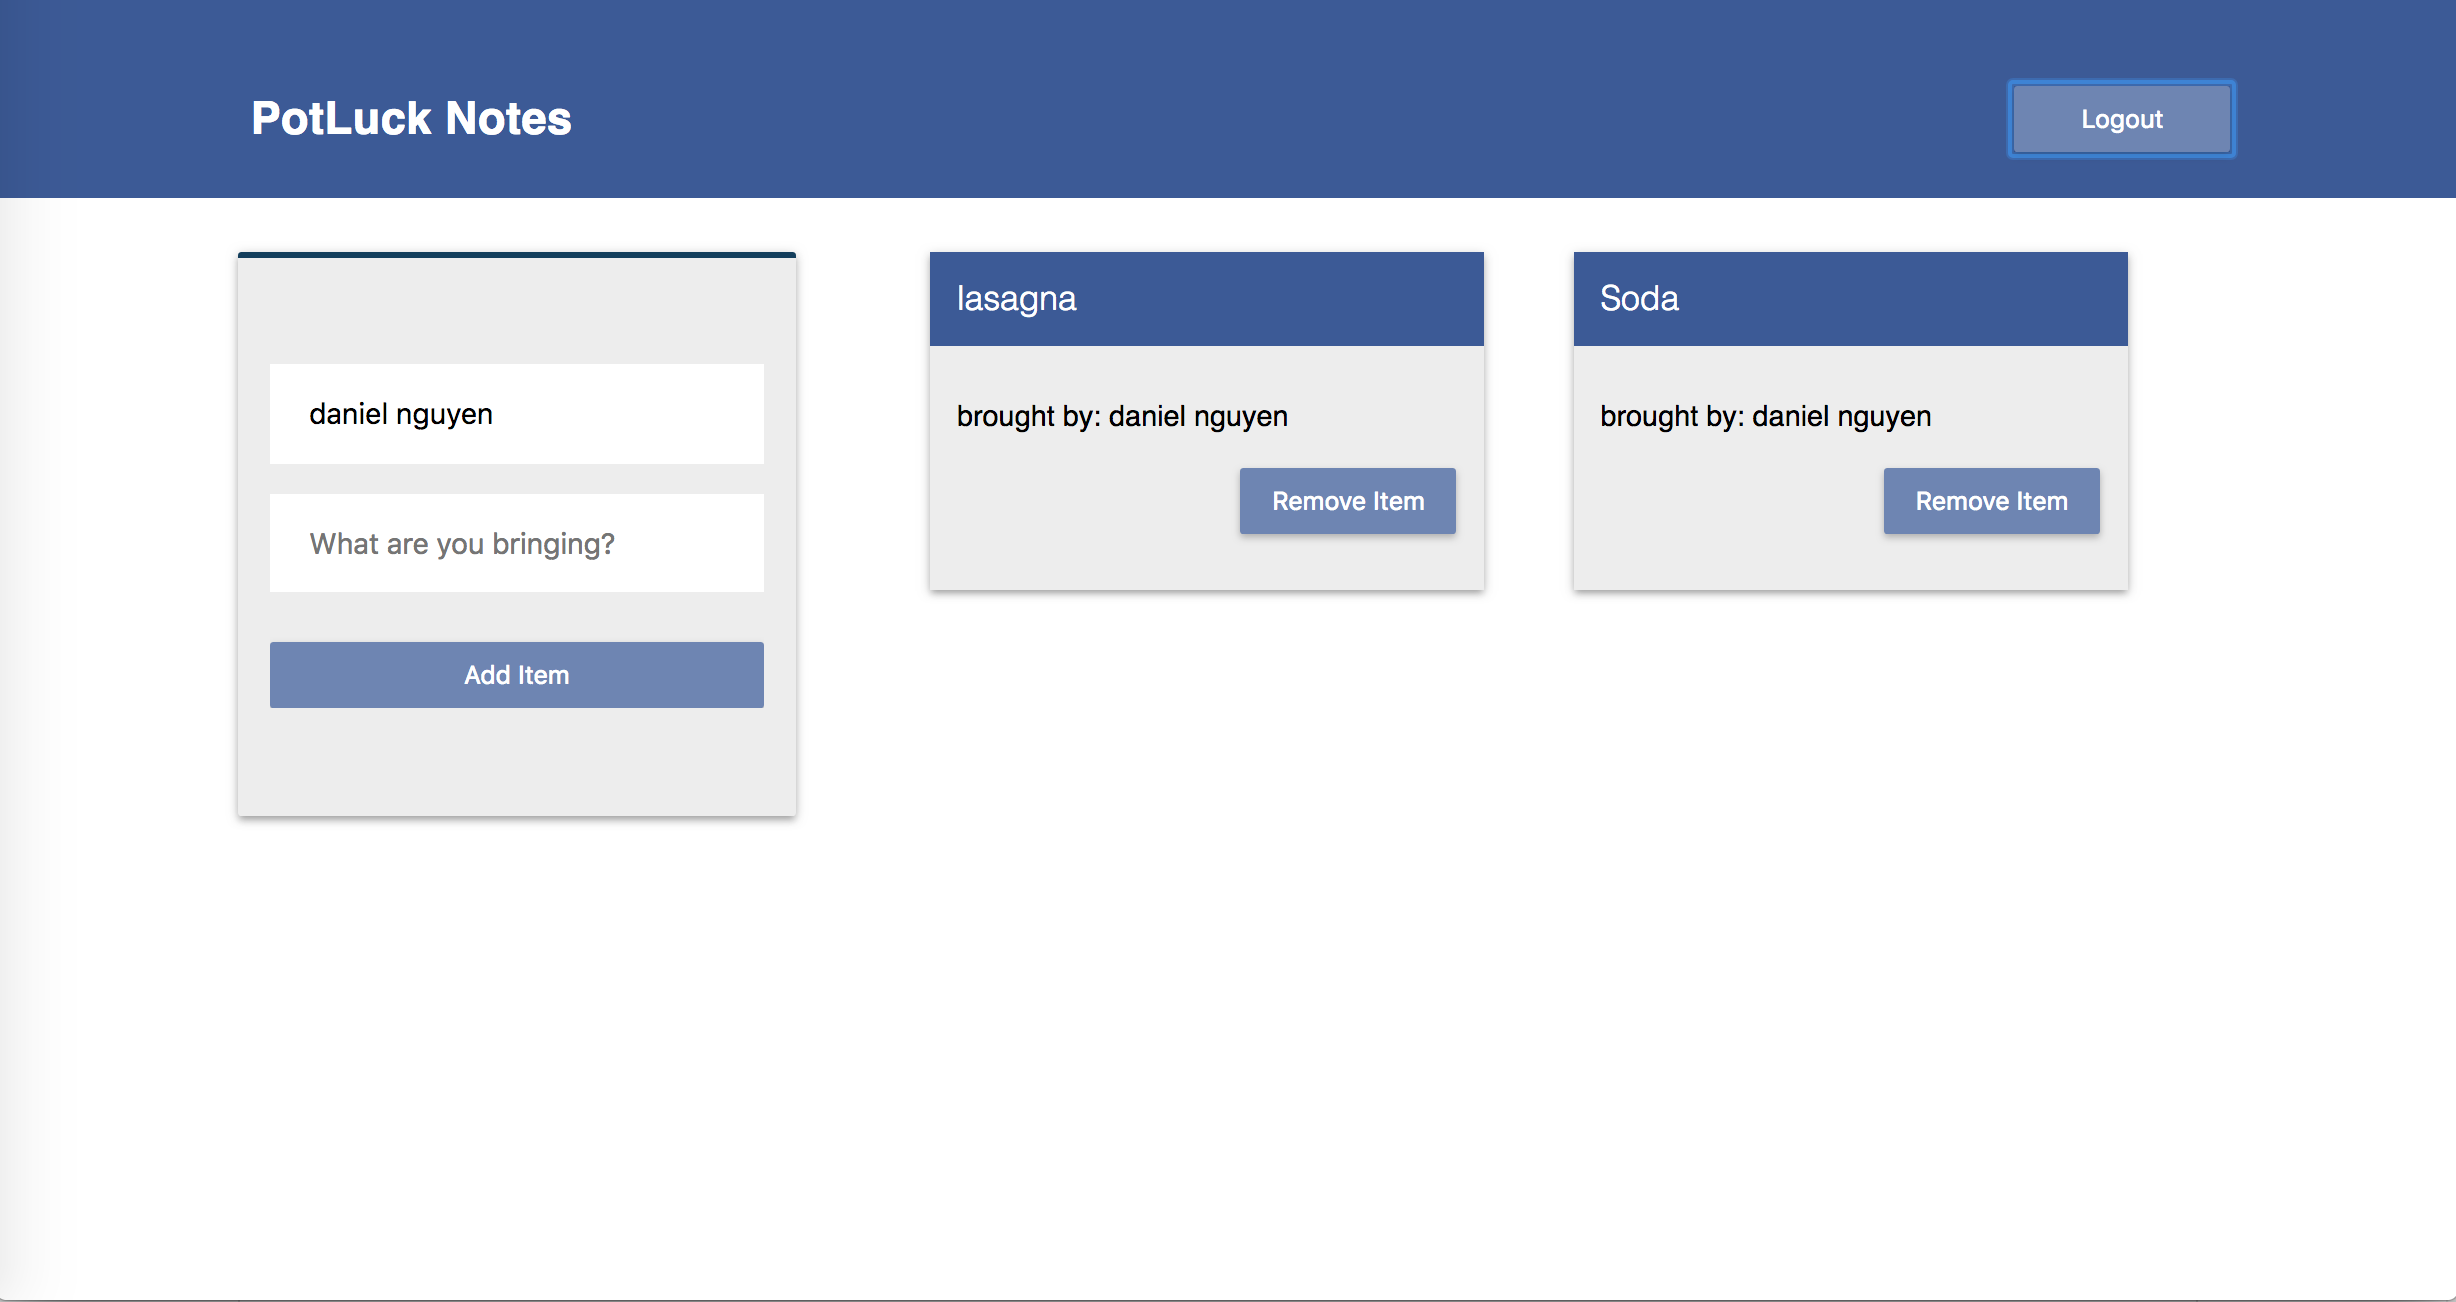 PotLuck Notes
Logout
daniel nguyen
What are you bringing?
Add Item
lasagna
brought by: daniel nguyen
Remove Item
Soda
brought by: daniel nguyen
Remove Item